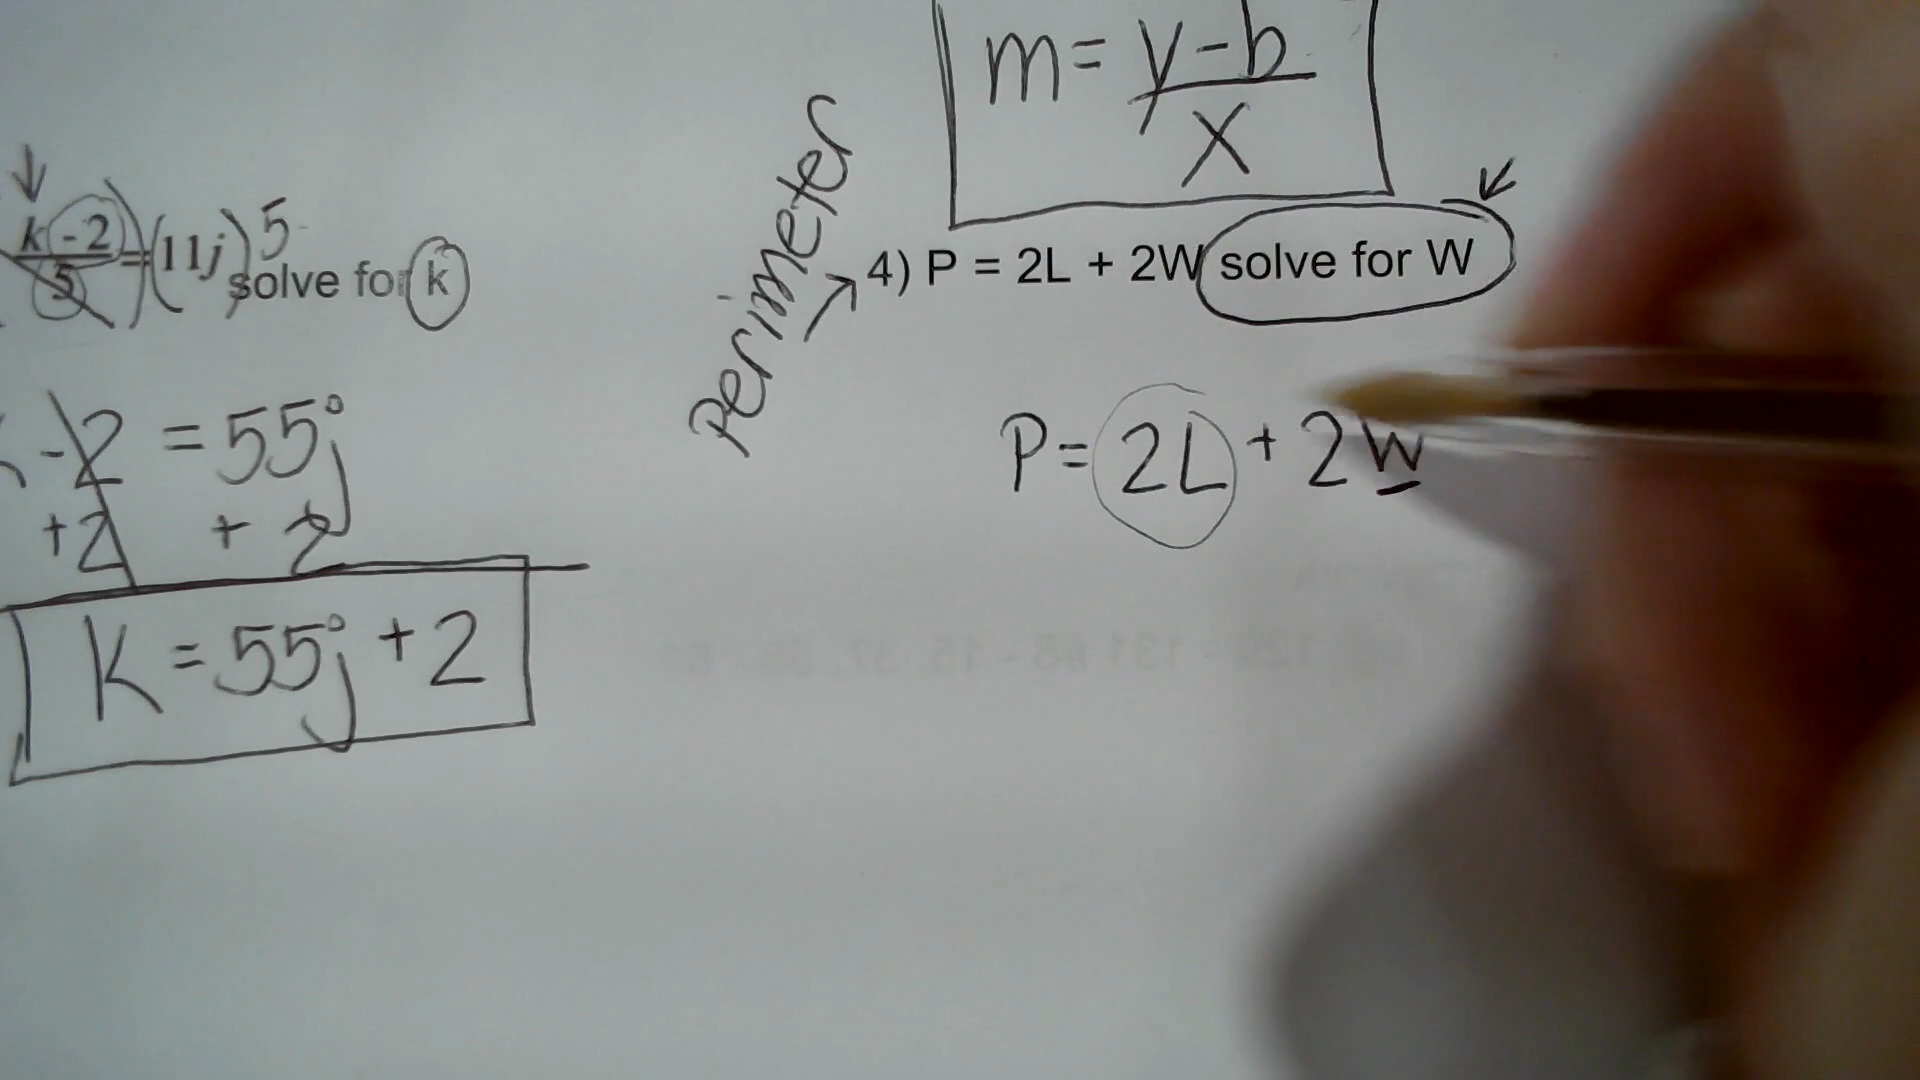 m = y - b
x
Perimeter
k - 2 = (11j) 5
5
solve for k
4) P = 2L + 2W solve for W
- 2 = 55j
+2 + 2
K = 55j + 2
P = 2L + 2W